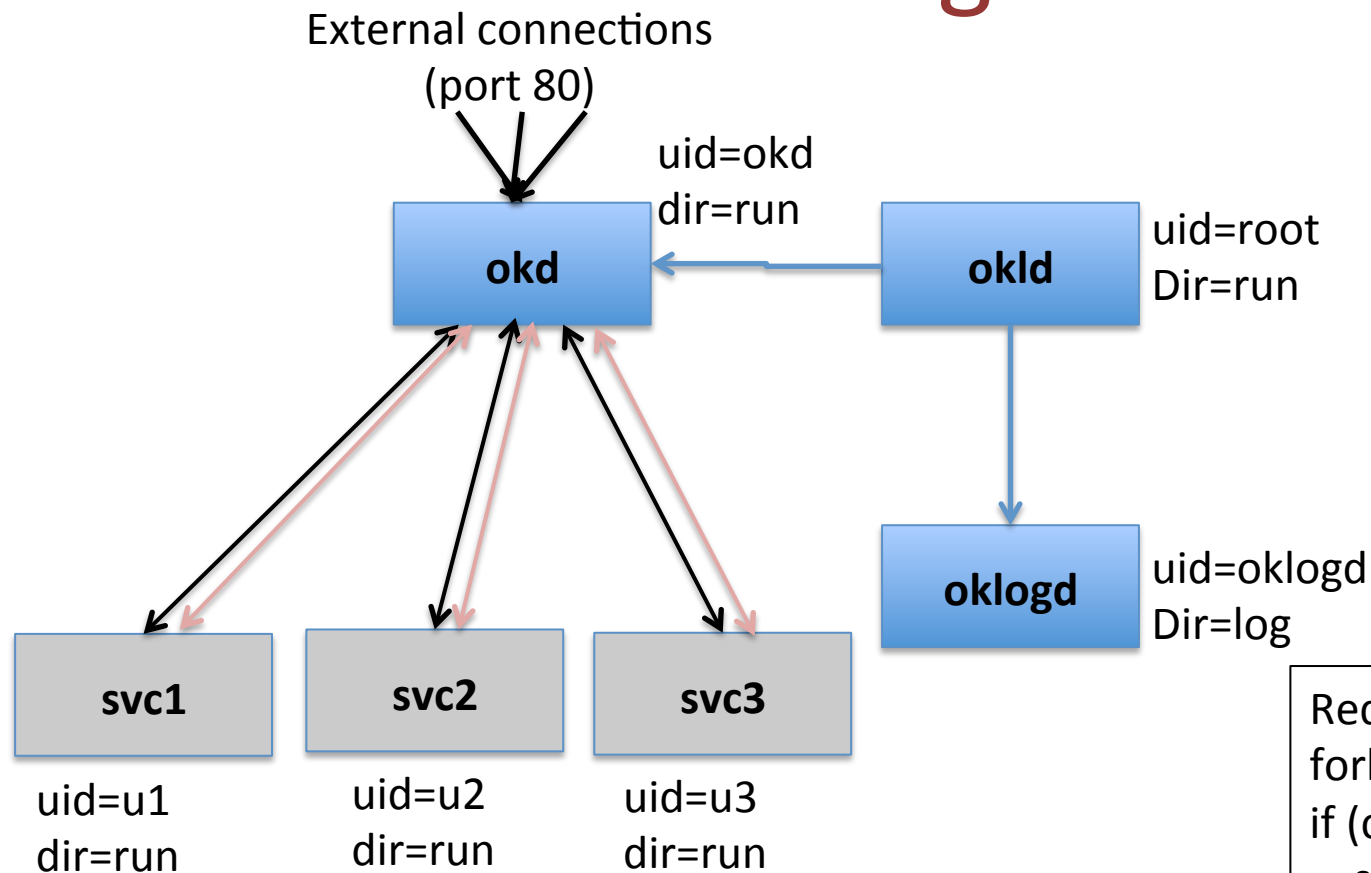 g
External connections
(port 80)
uid=okd
dir=run
okd
okld
uid=root
Dir=run
oklogd
uid=oklogd
Dir=log
svc1
svc2
svc3
uid=u1
dir=run
uid=u2
dir=run
uid=u3
dir=run
if